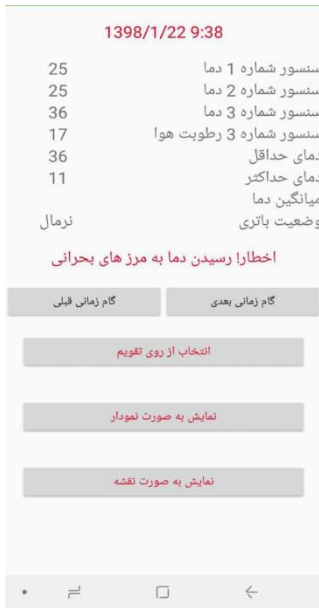 1398/1/22 9:38
سنسور شماره 1 دما 25
سنسور شماره 2 دما 25
سنسور شماره 3 دما 36
سنسور شماره 3 رطوبت هوا 17
دمای حداقل 36
دمای حداکثر 11
میانگین دما
وضعیت باتری نرمال
اخطار! رسیدن دما به مرز های بحرانی
گام زمانی بعدی گام زمانی قبلی
انتخاب از روی تقویم
نمایش به صورت نمودار
نمایش به صورت نقشه